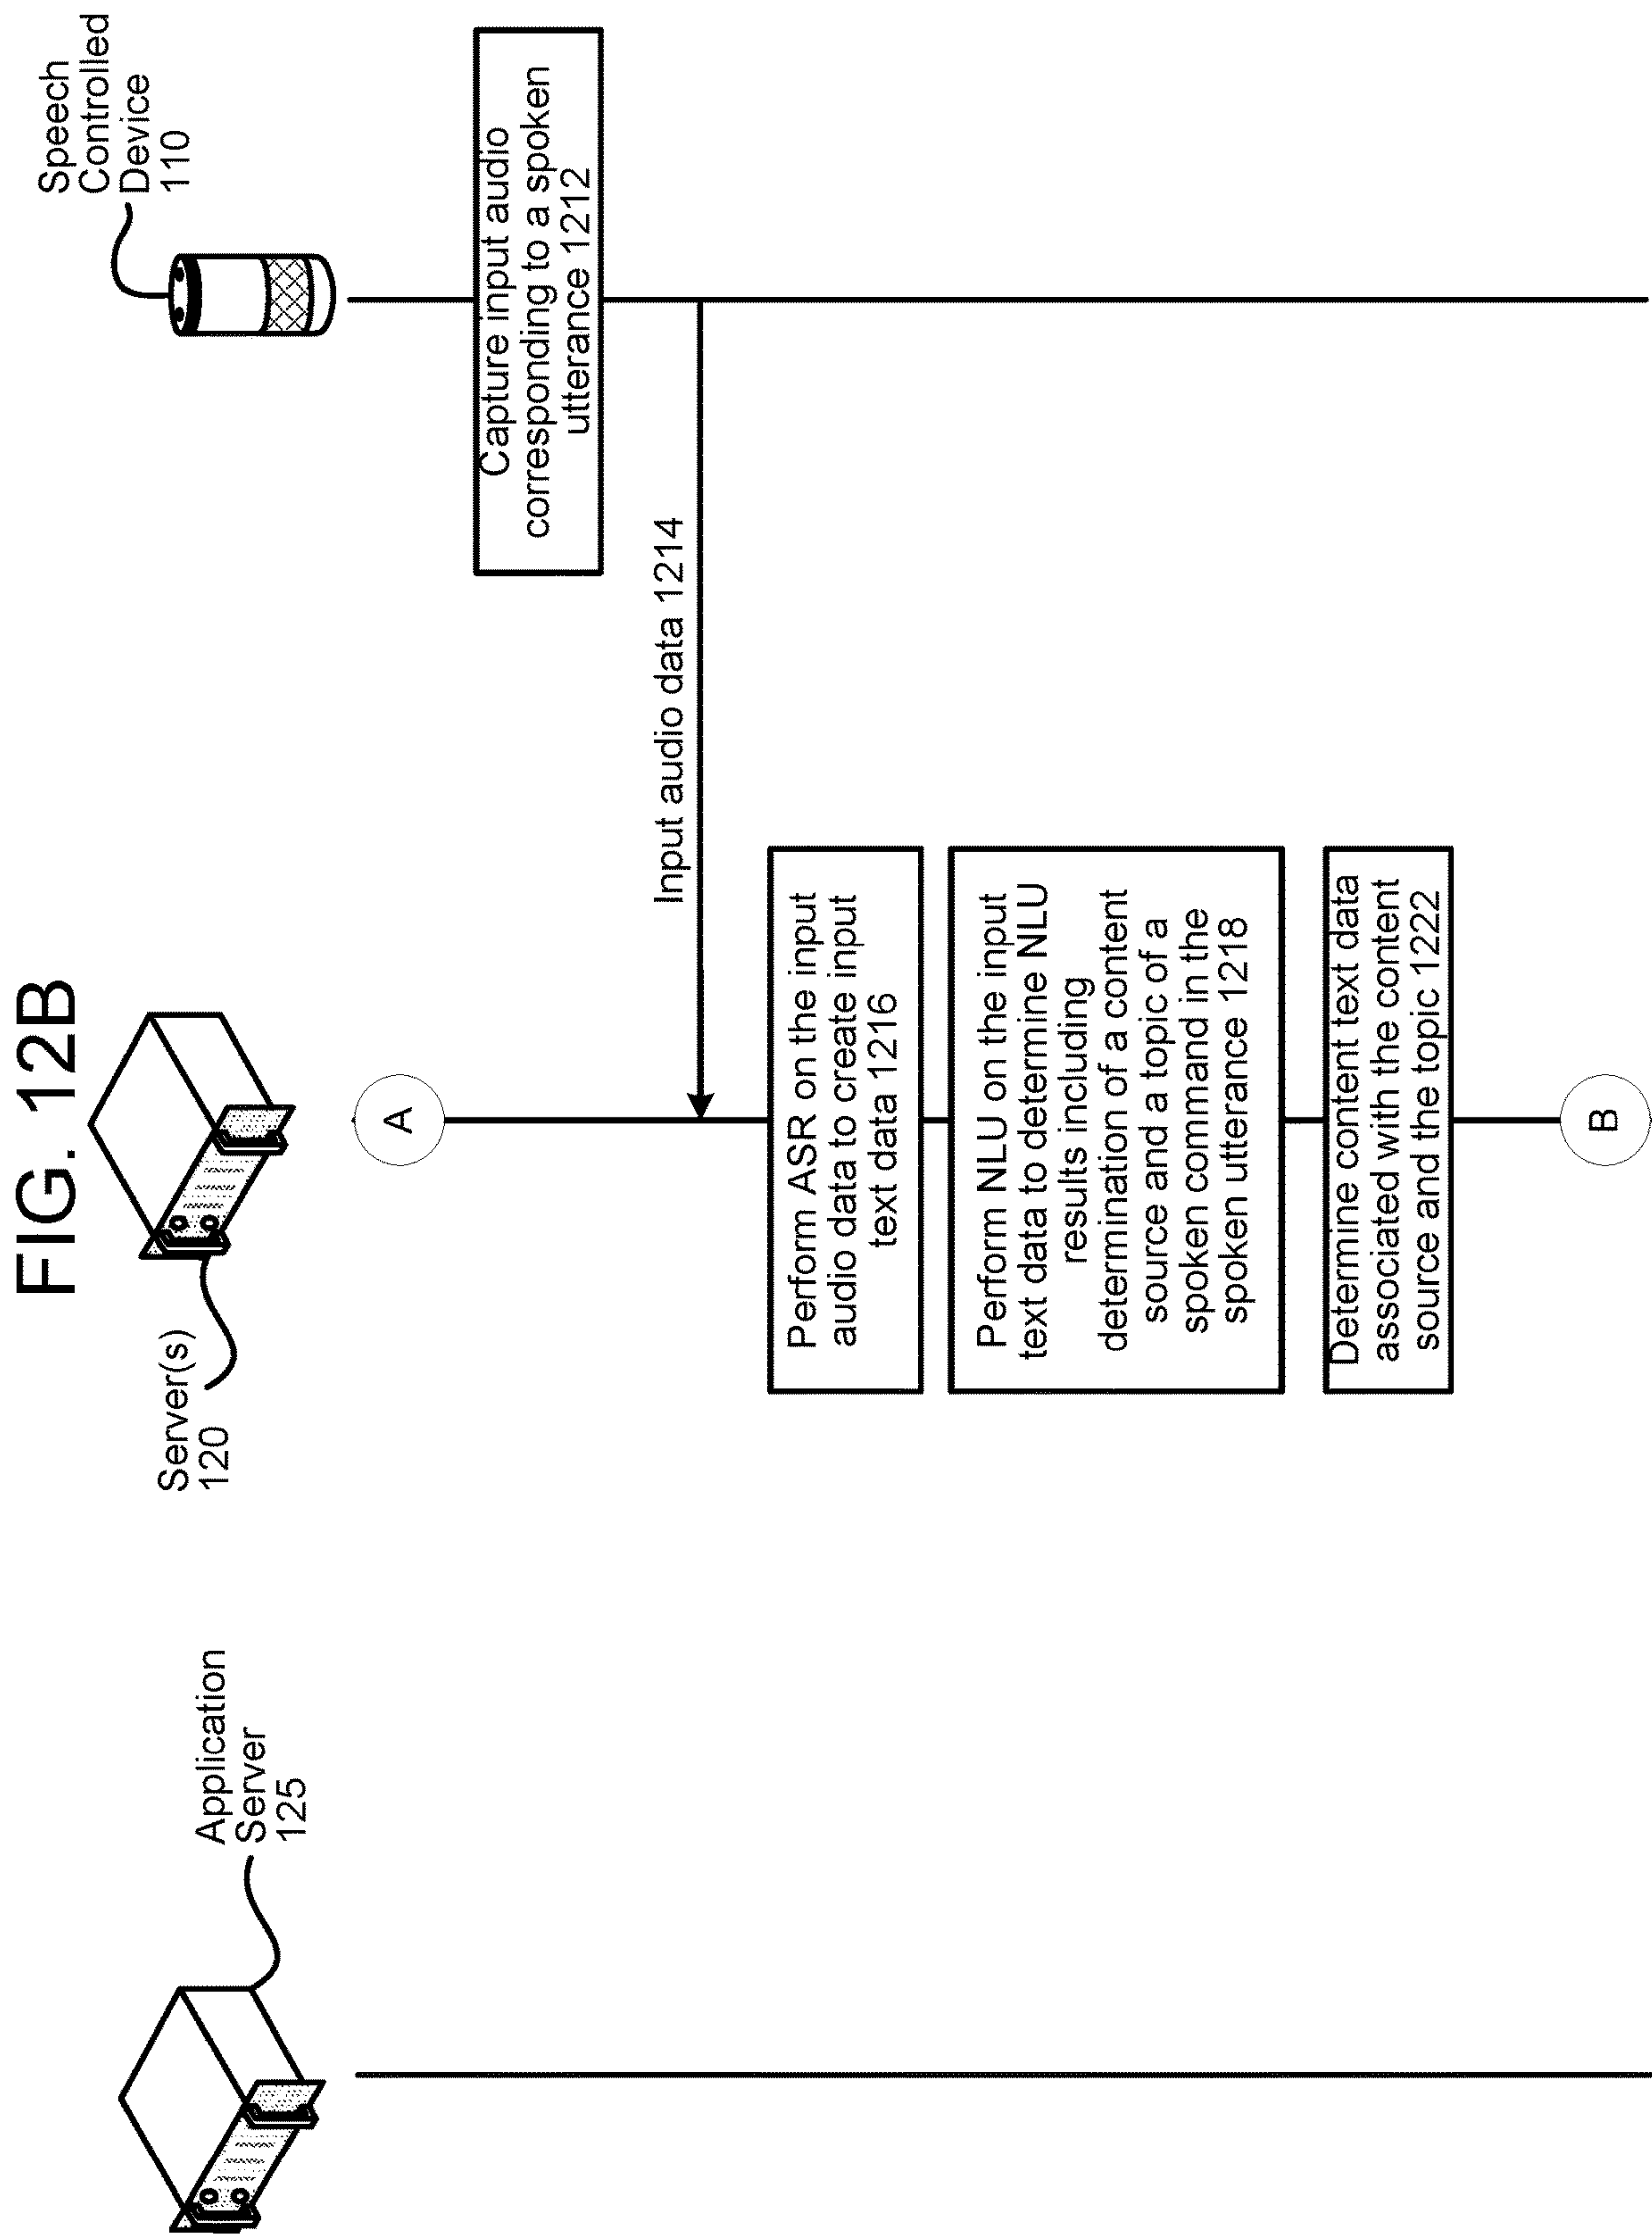 FIG. 12B
Application
Server
125
Server(s)
120
Speech
Controlled
Device
110
Capture input audio
corresponding to a spoken
utterance 1212
Input audio data 1214
A
Perform ASR on the input
audio data to create input
text data 1216
Perform NLU on the input
text data to determine NLU
results including
determination of a content
source and a topic of a
spoken command in the
spoken utterance 1218
Determine content text data
associated with the content
source and the topic 1222
B